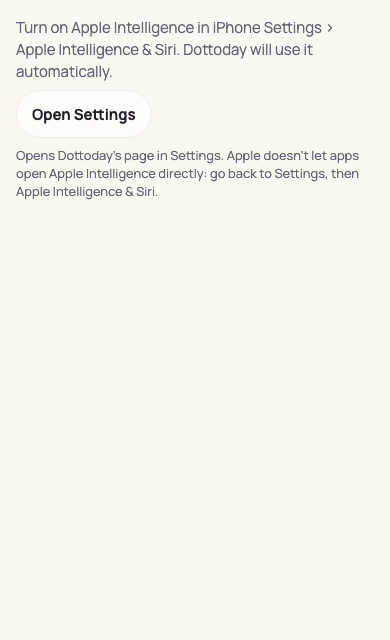 Turn on Apple Intelligence in iPhone Settings ›
Apple Intelligence & Siri. Dottoday will use it
automatically.
Open Settings
Opens Dottoday's page in Settings. Apple doesn't let apps
open Apple Intelligence directly: go back to Settings, then
Apple Intelligence & Siri.